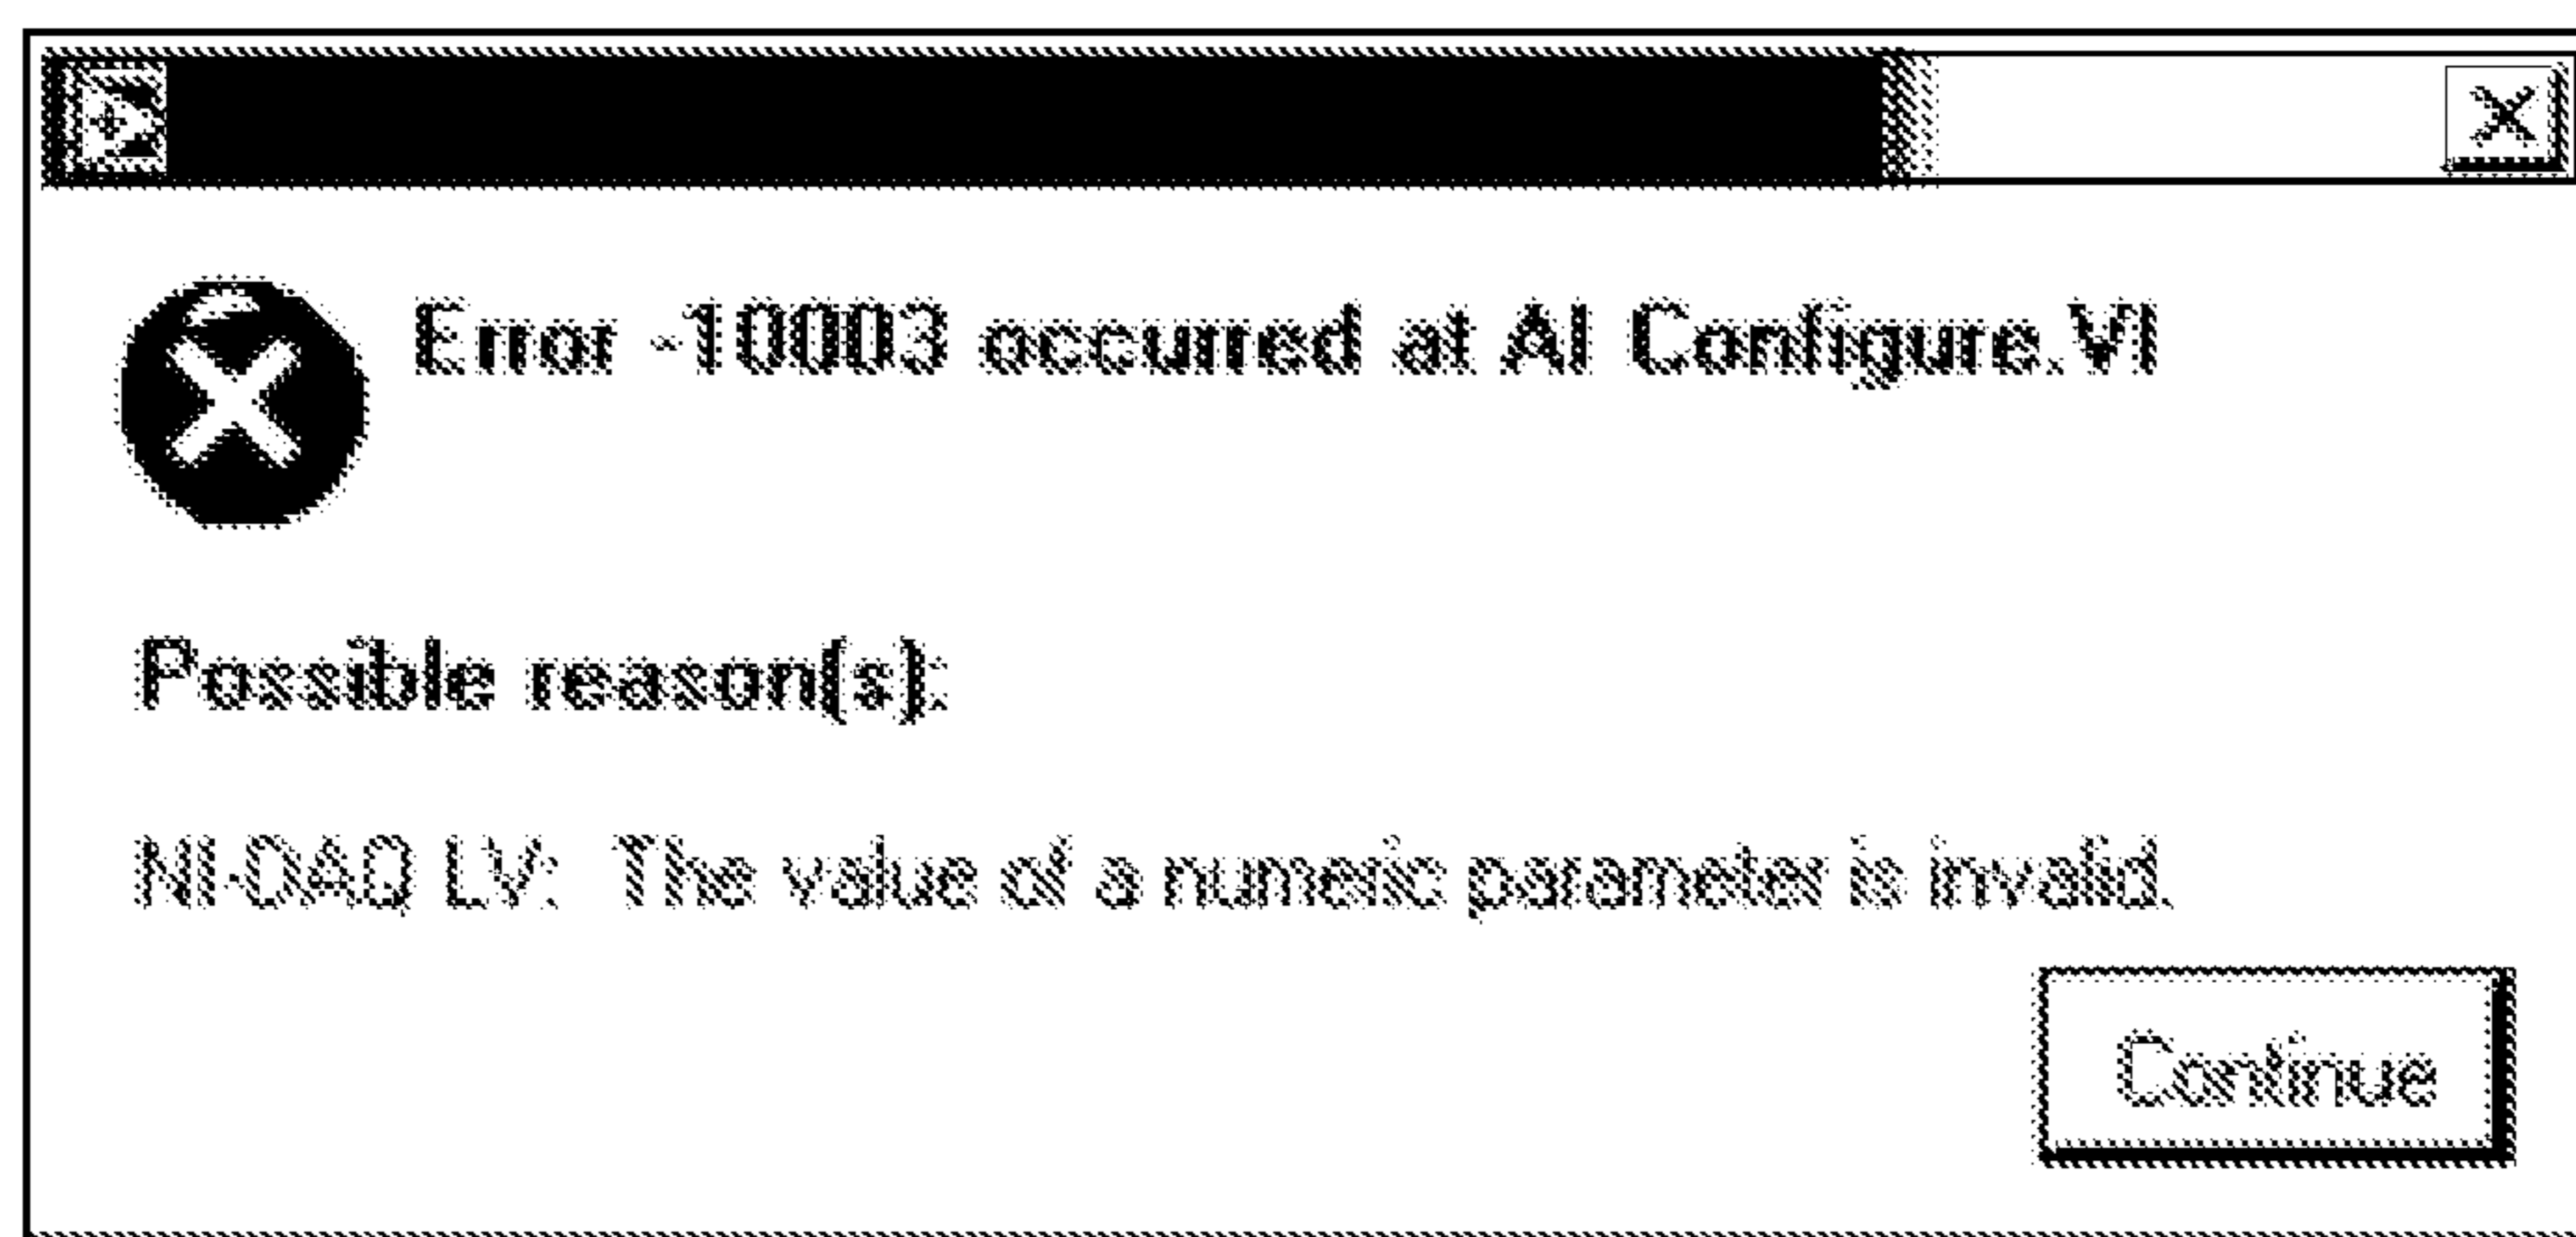 Error -10003 occurred at AI Configure.VI
Possible reason(s):
NI-DAQ LV:  The value of a numeric parameter is invalid.
Continue